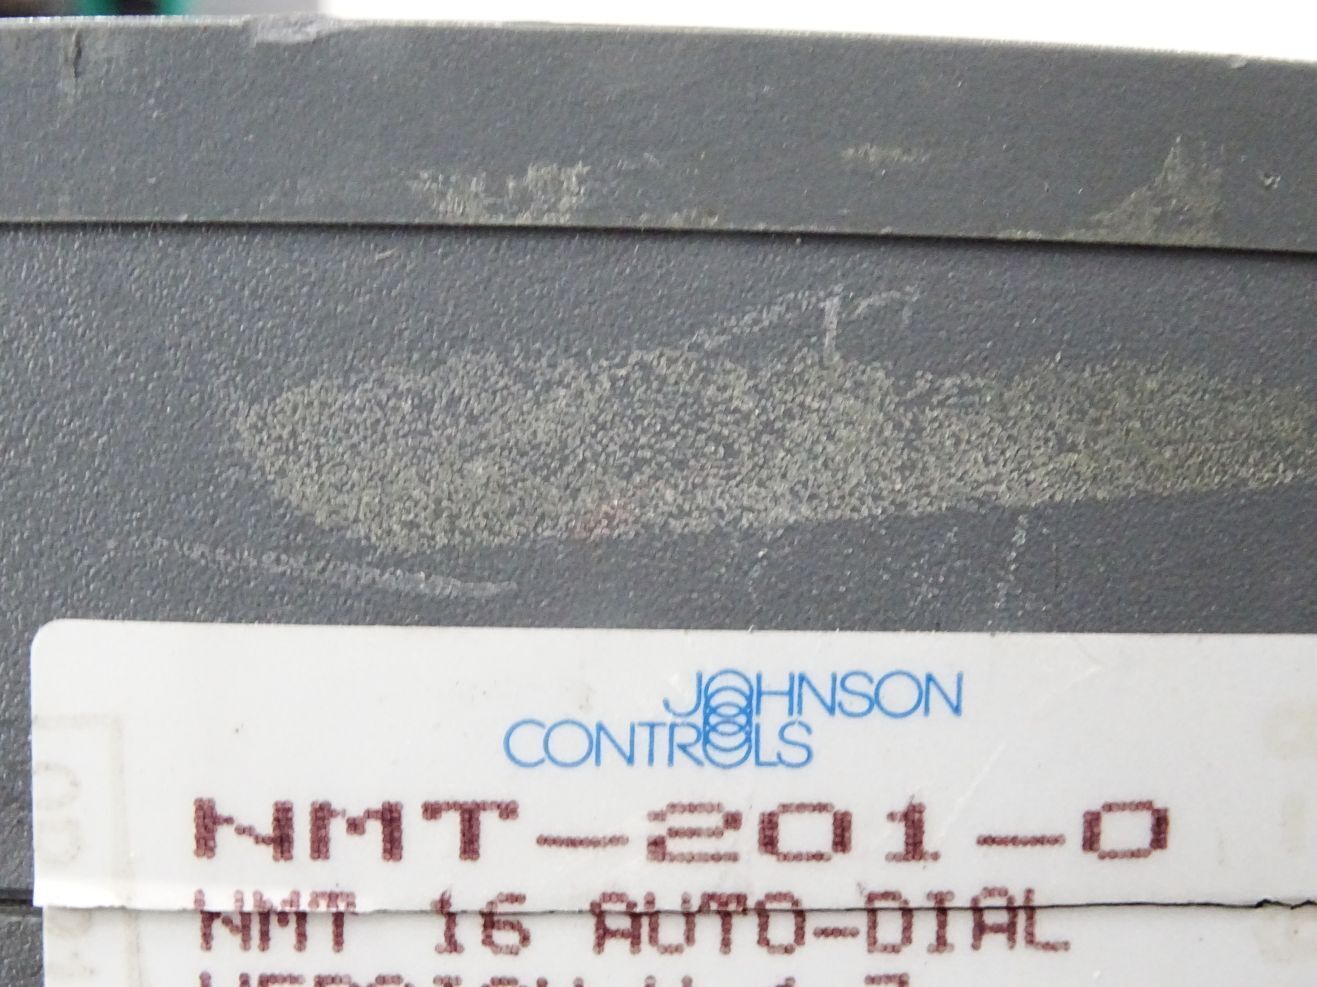 JOHNSON
CONTROLS
NMT-201-0
NMT 16 AUTO-DIAL